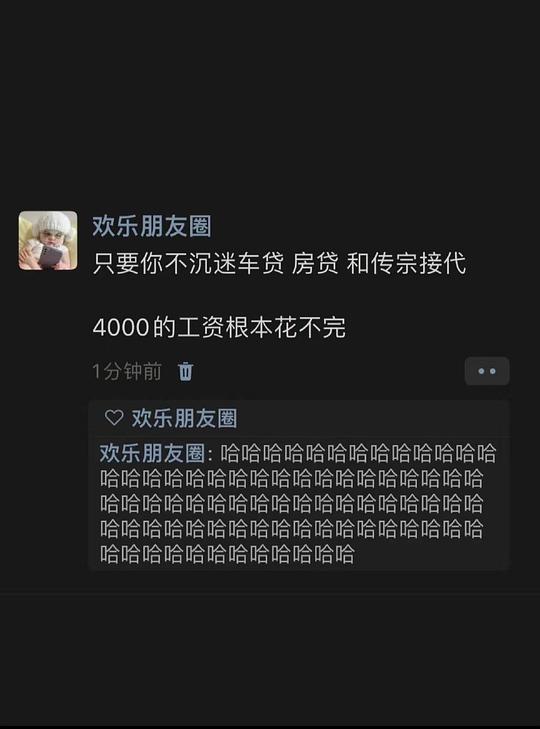 欢乐朋友圈
只要你不沉迷车贷 房贷 和传宗接代
4000的工资根本花不完
1分钟前
欢乐朋友圈
欢乐朋友圈: 哈哈哈哈哈哈哈哈哈哈哈哈哈
哈哈哈哈哈哈哈哈哈哈哈哈哈哈哈哈哈哈
哈哈哈哈哈哈哈哈哈哈哈哈哈哈哈哈哈哈
哈哈哈哈哈哈哈哈哈哈哈哈哈哈哈哈哈哈
哈哈哈哈哈哈哈哈哈哈哈哈